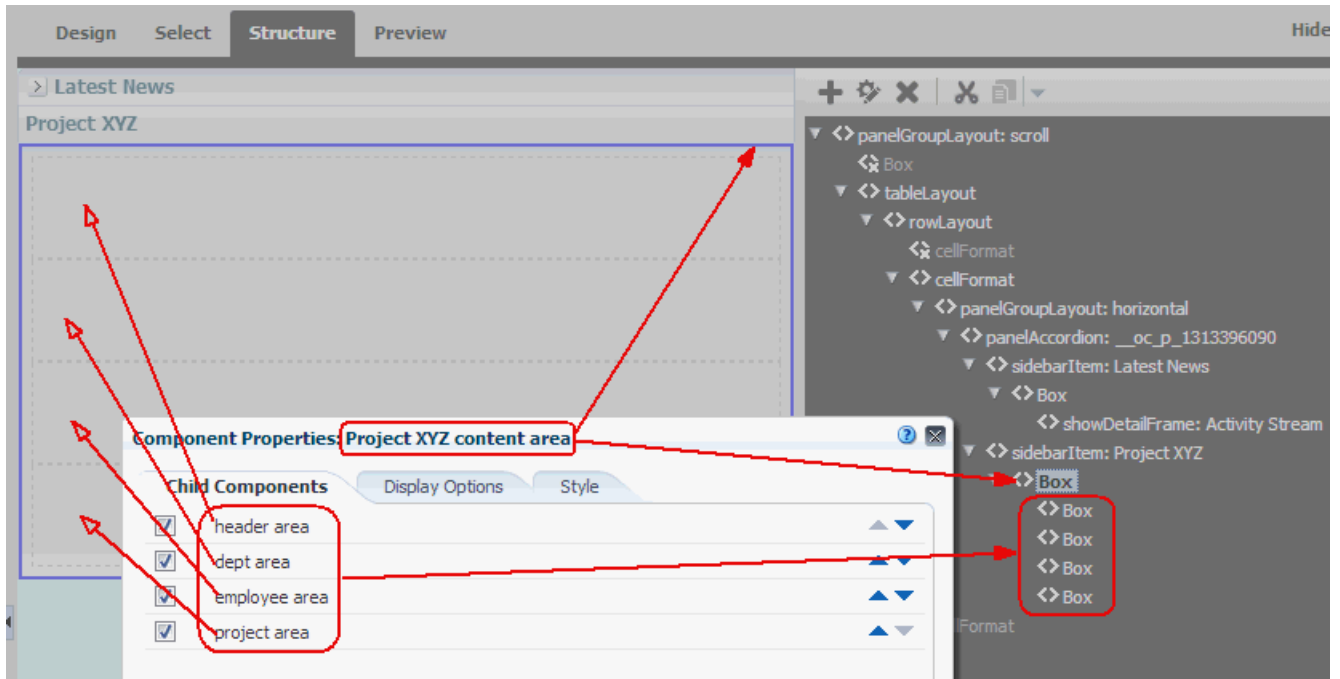 Design Select Structure Preview Hide
Latest News
Project XYZ
panelGroupLayout: scroll
Box
tableLayout
rowLayout
cellFormat
cellFormat
panelGroupLayout: horizontal
panelAccordion: __oc_p_1313396090
sidebarItem: Latest News
Box
showDetailFrame: Activity Stream
sidebarItem: Project XYZ
Box
Box
Box
Box
Box
Format
Component Properties: Project XYZ content area
Child Components Display Options Style
header area
dept area
employee area
project area